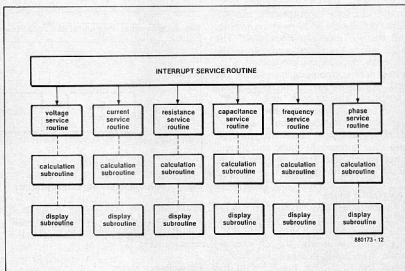 INTERRUPT SERVICE ROUTINE
voltage service routine
current service routine
resistance service routine
capacitance service routine
frequency service routine
phase service routine
calculation subroutine
calculation subroutine
calculation subroutine
calculation subroutine
calculation subroutine
calculation subroutine
display subroutine
display subroutine
display subroutine
display subroutine
display subroutine
display subroutine
880173 - 12